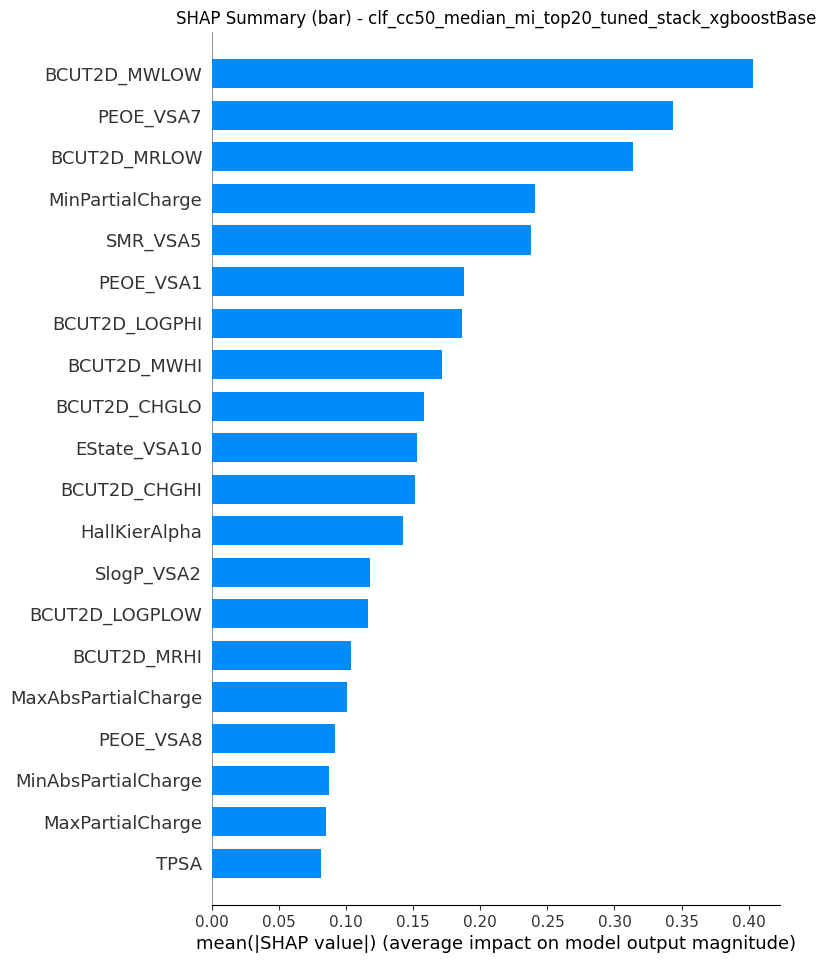 SHAP Summary (bar) - clf_cc50_median_mi_top20_tuned_stack_xgboostBase
BCUT2D_MWLOW
PEOE_VSA7
BCUT2D_MRLOW
MinPartialCharge
SMR_VSA5
PEOE_VSA1
BCUT2D_LOGPHI
BCUT2D_MWHI
BCUT2D_CHGLO
EState_VSA10
BCUT2D_CHGHI
HallKierAlpha
SlogP_VSA2
BCUT2D_LOGPLOW
BCUT2D_MRHI
MaxAbsPartialCharge
PEOE_VSA8
MinAbsPartialCharge
MaxPartialCharge
TPSA
0.00 0.05 0.10 0.15 0.20 0.25 0.30 0.35 0.40
mean(|SHAP value|) (average impact on model output magnitude)